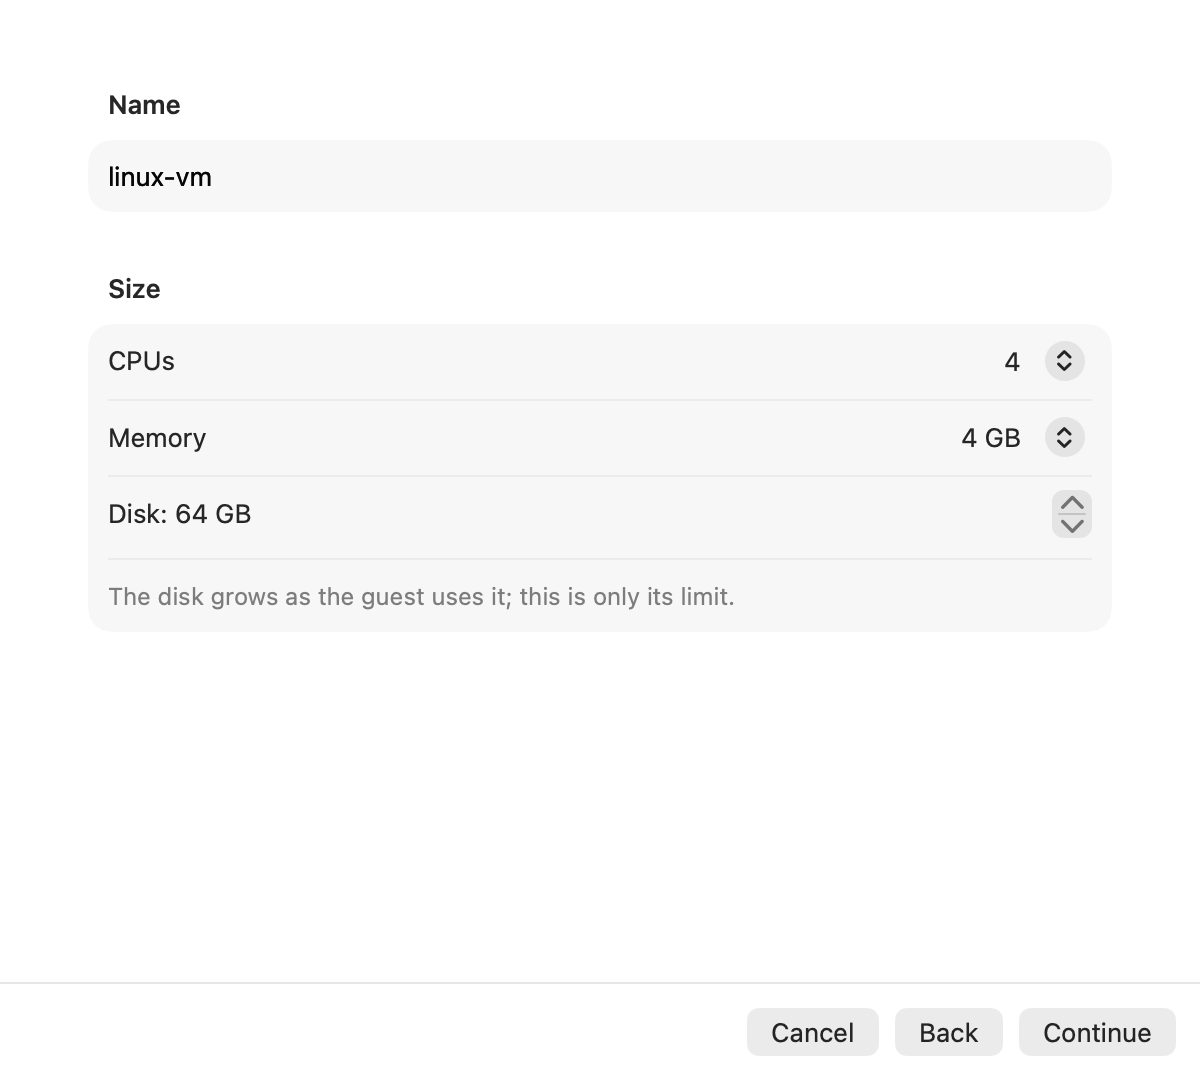 Name
linux-vm
Size
CPUs 4
Memory 4 GB
Disk: 64 GB
The disk grows as the guest uses it; this is only its limit.
Cancel Back Continue